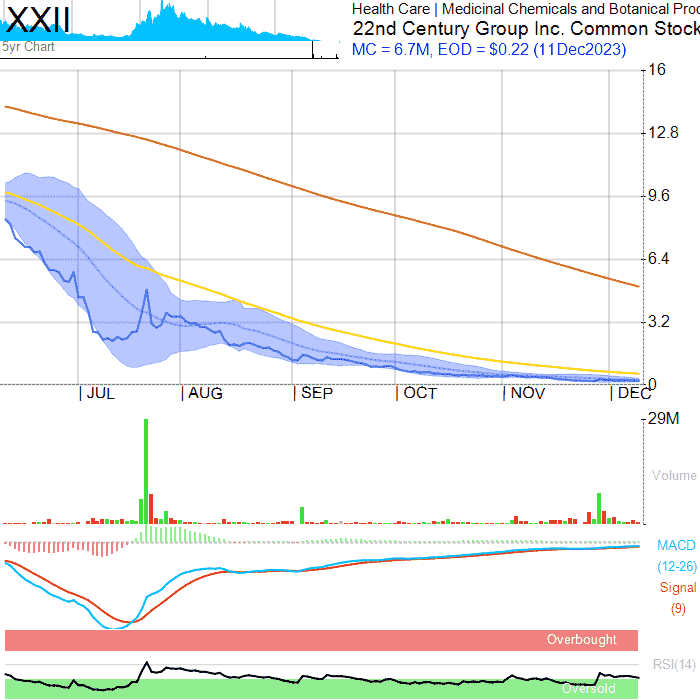 XXII
5yr Chart
Health Care | Medicinal Chemicals and Botanical Pro
22nd Century Group Inc. Common Stock
MC = 6.7M, EOD = $0.22 (11Dec2023)
16
12.8
9.6
6.4
3.2
0
JUL AUG SEP OCT NOV DEC
29M
Volume
MACD
(12-26)
Signal
(9)
Overbought
RSI(14)
Oversold